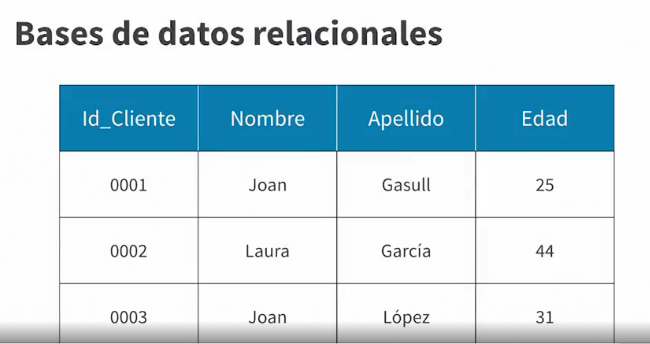 Bases de datos relacionales
Id_Cliente Nombre Apellido Edad
0001 Joan Gasull 25
0002 Laura García 44
0003 Joan López 31